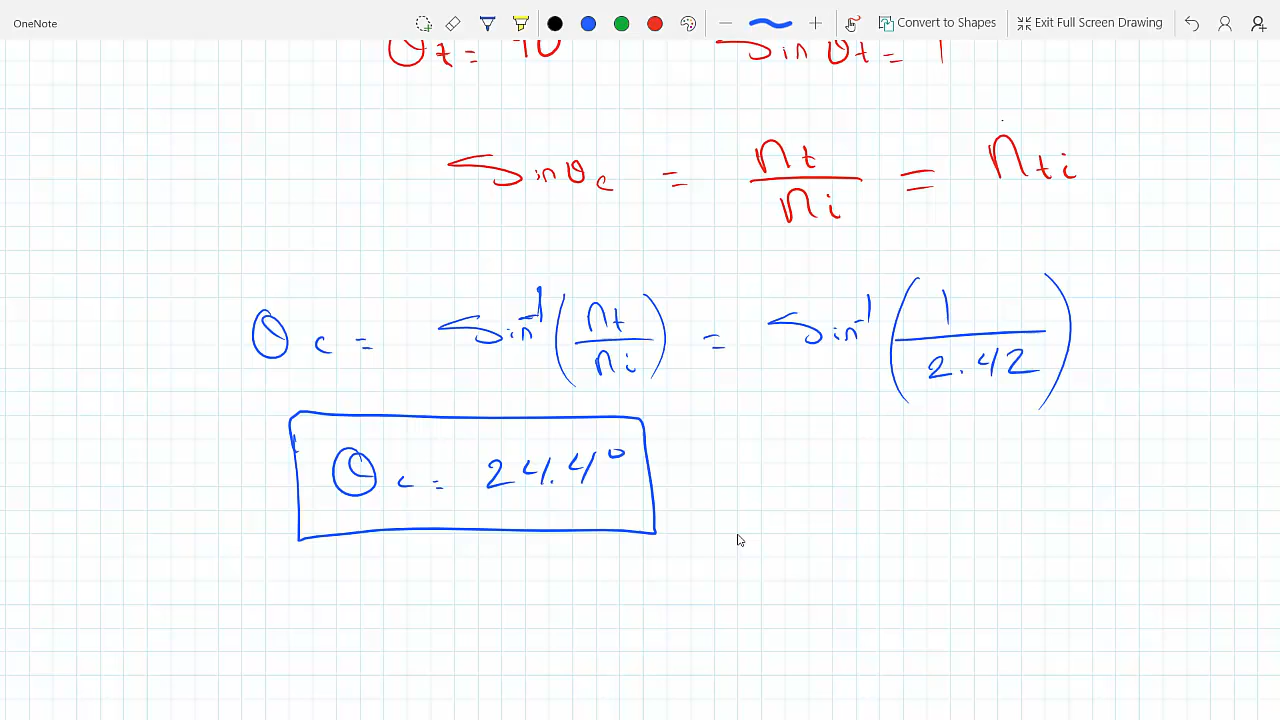 OneNote
Convert to Shapes
Exit Full Screen Drawing
θt = 90 sin θt = 1
sin θc = nt/ni = nti
θc = sin⁻¹(nt/ni) = sin⁻¹(1/2.42)
θc = 24.4°